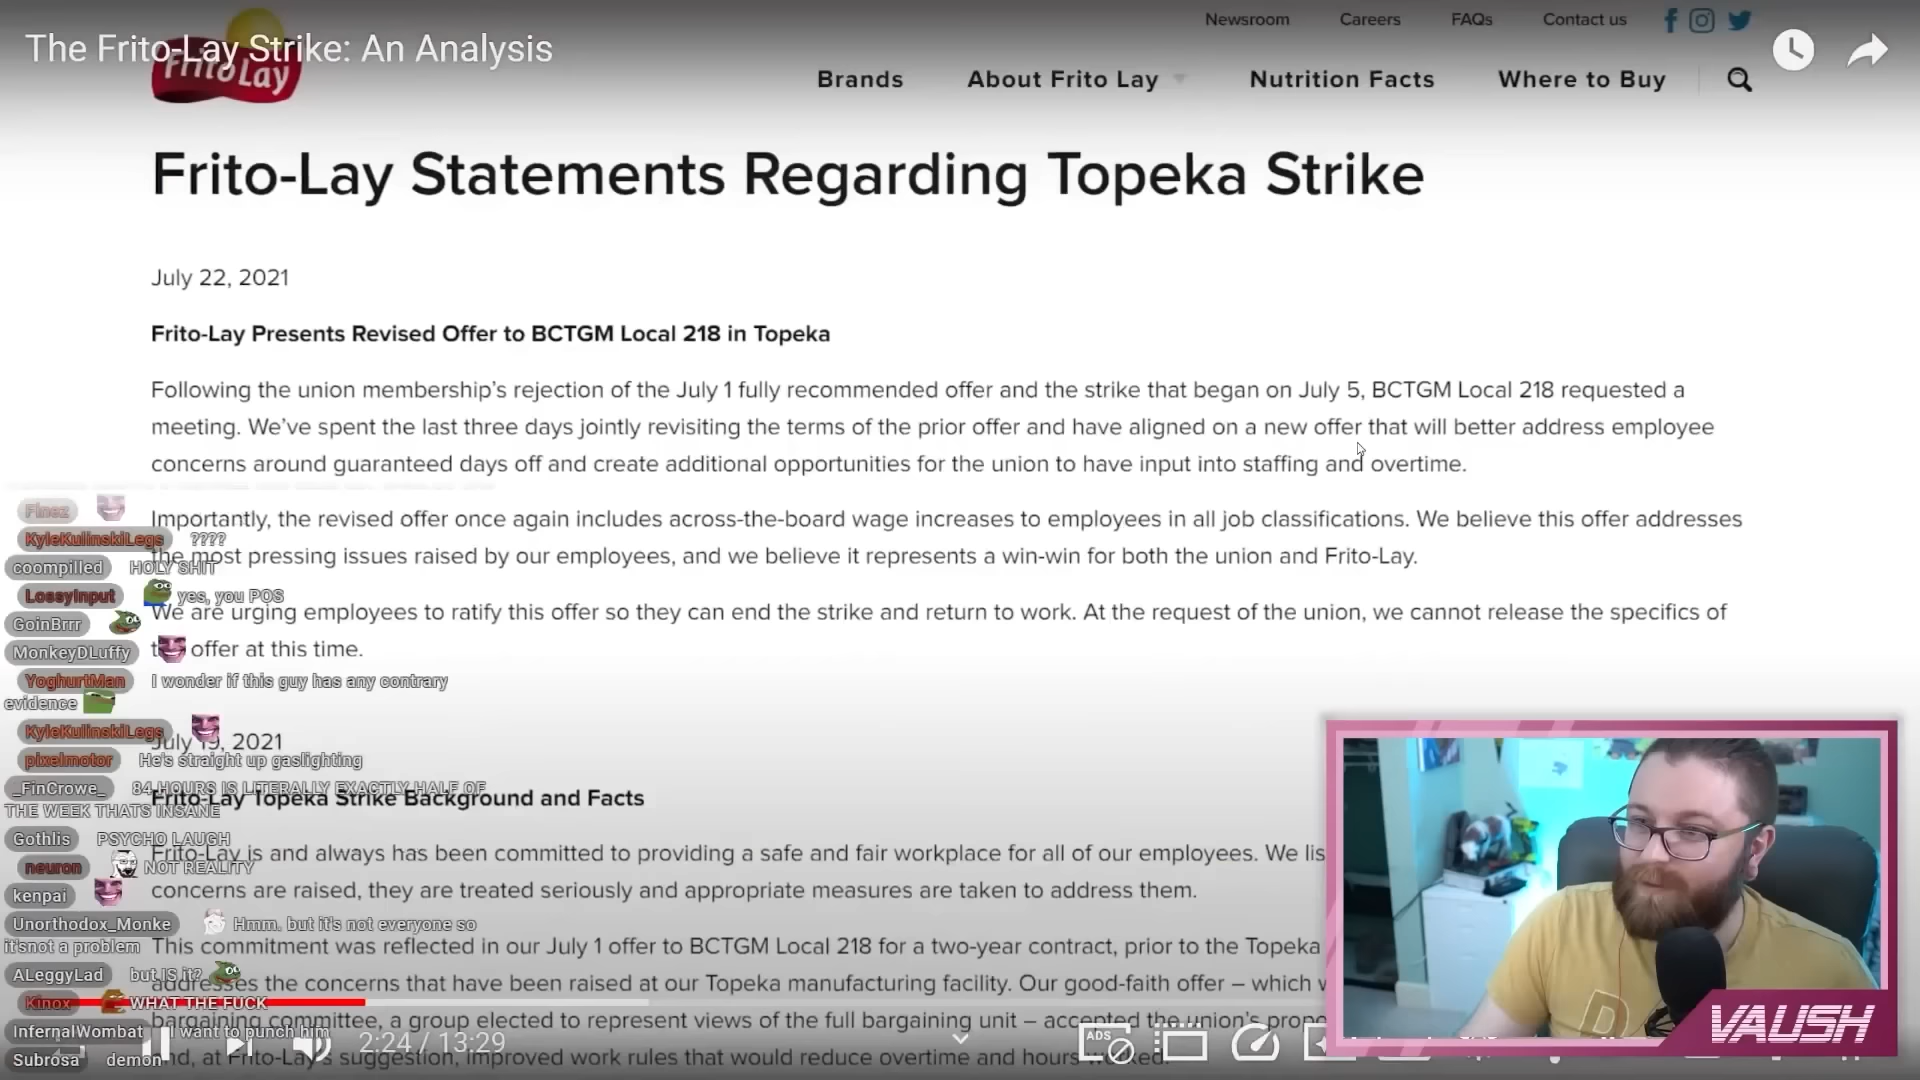 Newsroom Careers FAQs Contact us
The Frito-Lay Strike: An Analysis
Frito Lay
Brands About Frito Lay Nutrition Facts Where to Buy
Frito-Lay Statements Regarding Topeka Strike
July 22, 2021
Frito-Lay Presents Revised Offer to BCTGM Local 218 in Topeka
Following the union membership's rejection of the July 1 fully recommended offer and the strike that began on July 5, BCTGM Local 218 requested a
meeting. We've spent the last three days jointly revisiting the terms of the prior offer and have aligned on a new offer that will better address employee
concerns around guaranteed days off and create additional opportunities for the union to have input into staffing and overtime.
Importantly, the revised offer once again includes across-the-board wage increases to employees in all job classifications. We believe this offer addresses
the most pressing issues raised by our employees, and we believe it represents a win-win for both the union and Frito-Lay.
We are urging employees to ratify this offer so they can end the strike and return to work. At the request of the union, we cannot release the specifics of
offer at this time.
July 19, 2021
Frito-Lay Topeka Strike Background and Facts
Frito-Lay is and always has been committed to providing a safe and fair workplace for all of our employees. We lis
concerns are raised, they are treated seriously and appropriate measures are taken to address them.
This commitment was reflected in our July 1 offer to BCTGM Local 218 for a two-year contract, prior to the Topeka
addresses the concerns that have been raised at our Topeka manufacturing facility. Our good-faith offer – which
bargaining committee, a group elected to represent views of the full bargaining unit – accepted the union's propo
at Frito-Lay's suggestion, improved work rules that would reduce overtime and hours worked.
Finez
KyleKulinskiLegs ????
coompilled HOLY SHIT
LossyInput yes, you POS
GoinBrrr
MonkeyDLuffy
YoghurtMan I wonder if this guy has any contrary
evidence
KyleKulinskiLegs
pixelmotor He's straight up gaslighting
_FinCrowe_ 84 HOURS IS LITERALLY EXACTLY HALF OF
THE WEEK THATS INSANE
Gothlis PSYCHO LAUGH
neuron NOT REALITY
kenpai
Unorthodox_Monke Hmm. but it's not everyone so
it'snot a problem
ALeggyLad but IS it?
Kinox WHAT THE FUCK
InfernalWombat I want to punch him
Subrosa demon
2:24 / 13:29
ADS
VAUSH